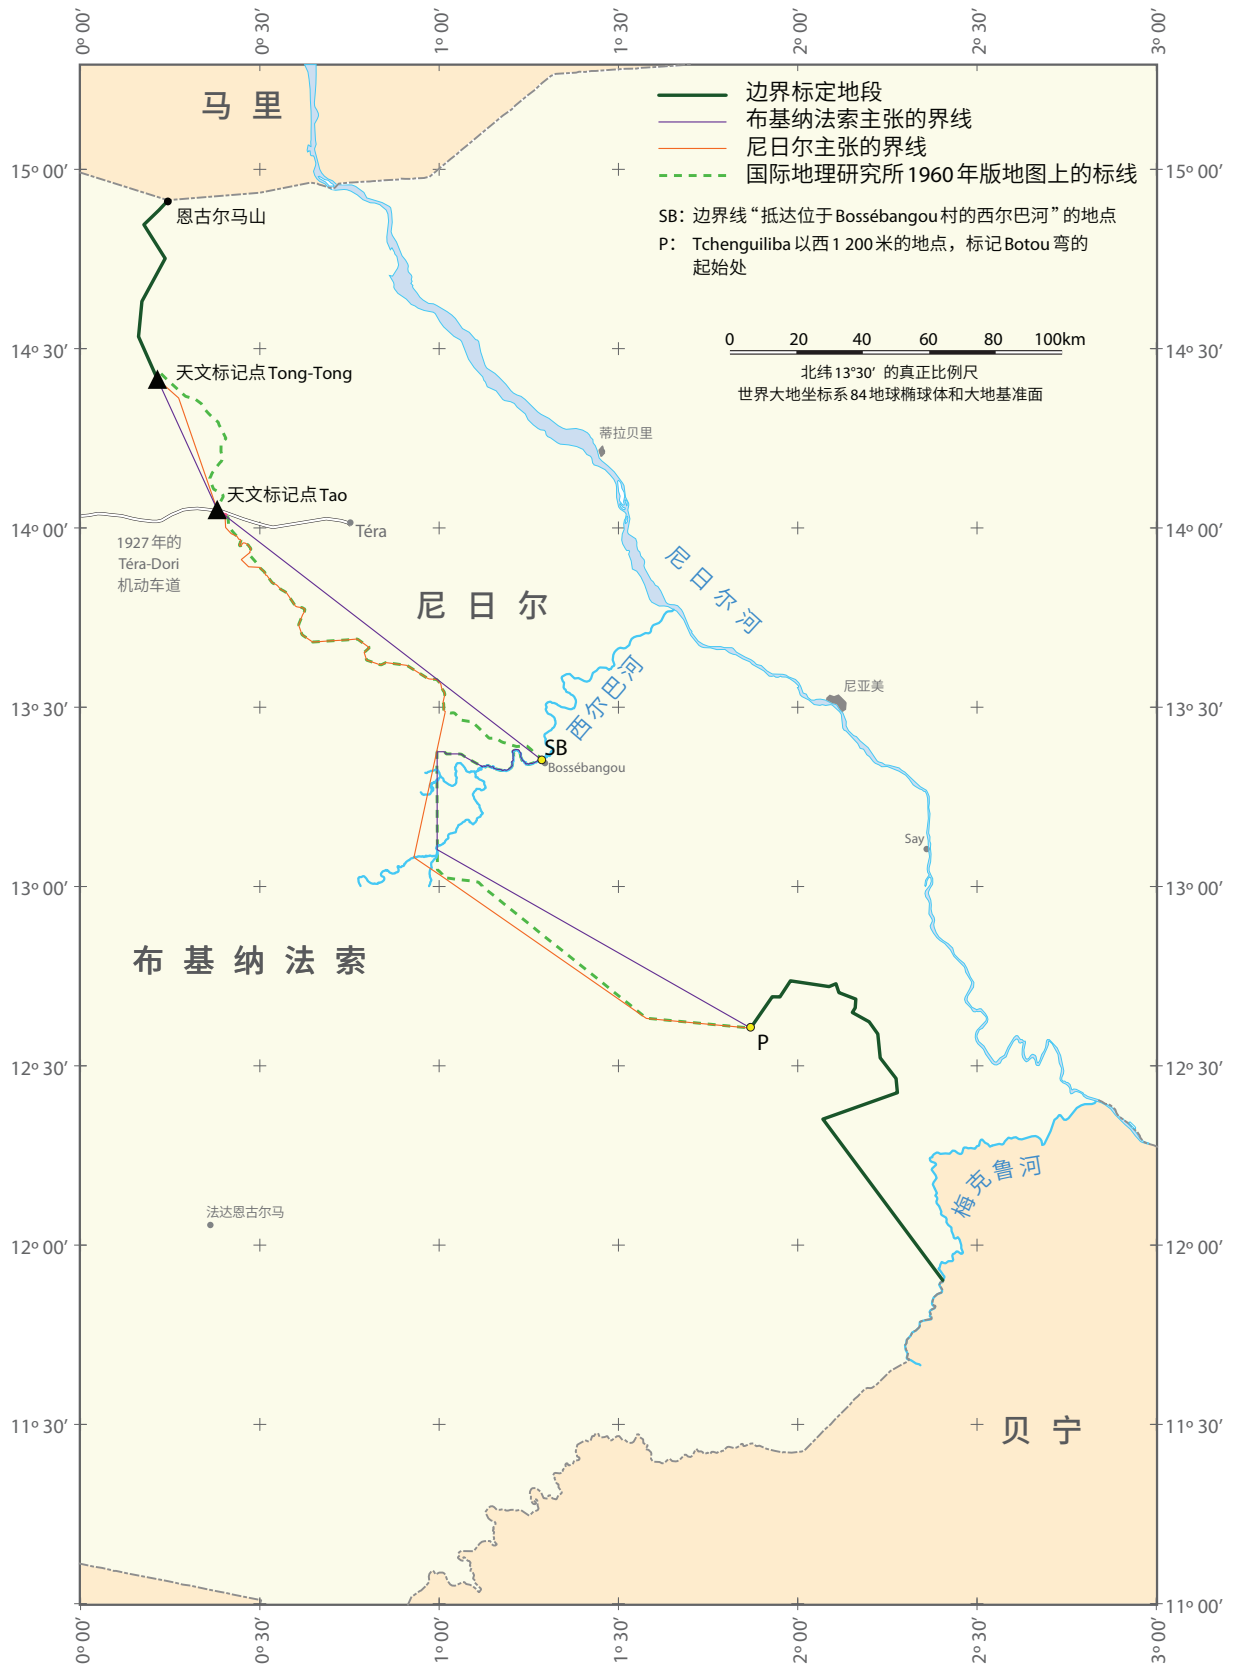 0° 00′
0° 30′
1° 00′
1° 30′
2° 00′
2° 30′
3° 00′
马里
边界标定地段
布基纳法索主张的界线
尼日尔主张的界线
国际地理研究所1960年版地图上的标线
15° 00′
15° 00′
恩古尔马山
SB：边界线“抵达位于Bossébangou村的西尔巴河”的地点
P： Tchenguiliba以西1 200米的地点，标记Botou弯的
起始处
0 20 40 60 80 100km
14° 30′
14° 30′
北纬13°30′的真正比例尺
世界大地坐标系84地球椭球体和大地基准面
天文标记点Tong-Tong
蒂拉贝里
天文标记点Tao
14° 00′
14° 00′
Téra
1927年的
Téra-Dori
机动车道
尼日尔
尼日尔河
西尔巴河
尼亚美
13° 30′
13° 30′
SB
Bossébangou
Say
13° 00′
13° 00′
布基纳法索
P
12° 30′
12° 30′
梅克鲁河
法达恩古尔马
12° 00′
12° 00′
11° 30′
11° 30′
贝宁
11° 00′
0° 00′
0° 30′
1° 00′
1° 30′
2° 00′
2° 30′
3° 00′